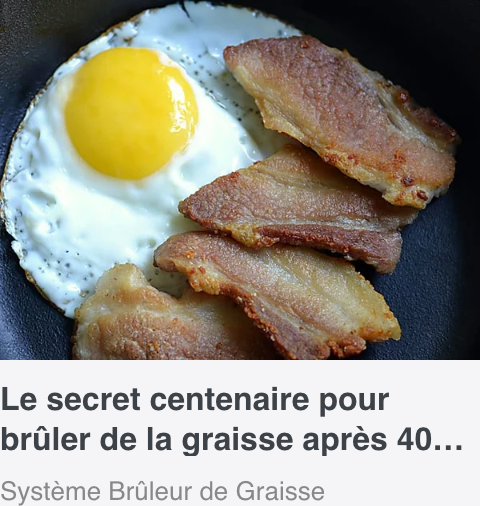 Le secret centenaire pour
brûler de la graisse après 40…
Système Brûleur de Graisse